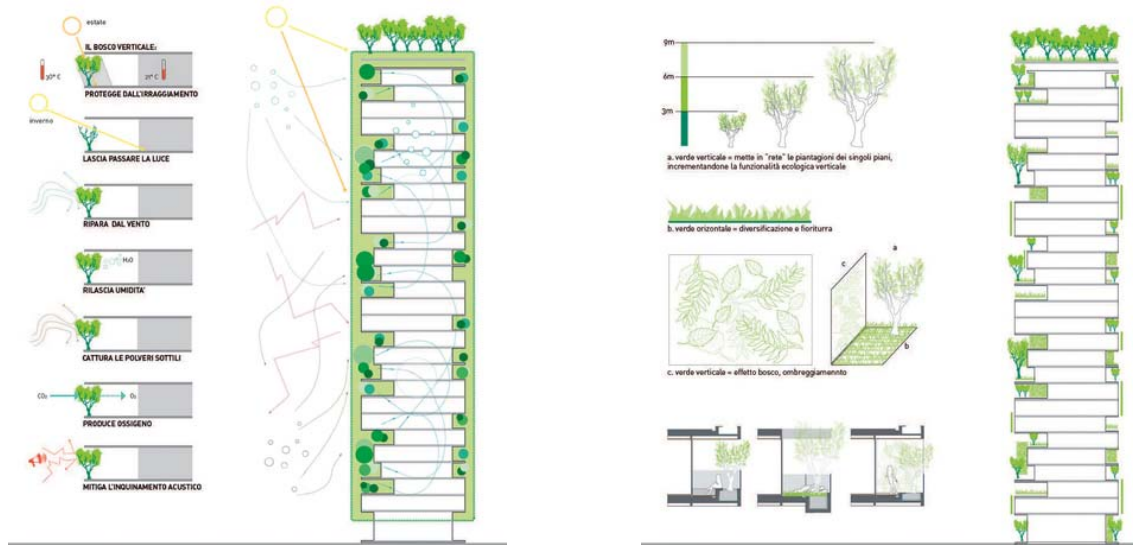 estate
IL BOSCO VERTICALE:
30° C
21° C
PROTEGGE DALL'IRRAGGIAMENTO
inverno
LASCIA PASSARE LA LUCE
RIPARA DAL VENTO
H₂O
RILASCIA UMIDITA'
CATTURA LE POLVERI SOTTILI
CO₂
O₂
PRODUCE OSSIGENO
MITIGA L'INQUINAMENTO ACUSTICO
9m
6m
3m
a. verde verticale = mette in "rete" le piantagioni dei singoli piani,
incrementandone la funzionalità ecologica verticale
b. verde orizontale = diversificazione e fioriturra
a
c
b
c. verde verticale = effetto bosco, ombreggiamennto